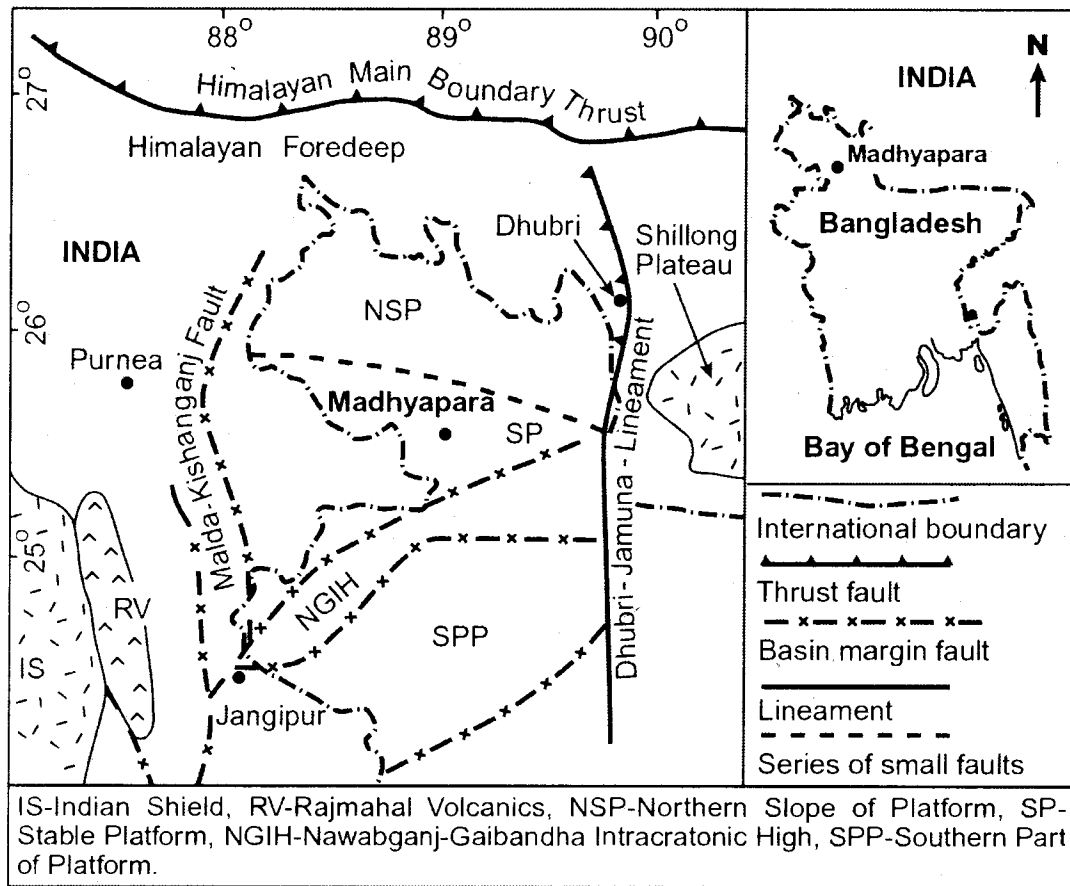 88°
89°
90°
27°
26°
25°
Himalayan Main Boundary Thrust
Himalayan Foredeep
INDIA
Dhubri
Shillong
Plateau
NSP
Purnea
Malda-Kishanganj Fault
Madhyapara
SP
Dhubri-Jamuna-Lineament
NGIH
SPP
RV
IS
Jangipur
N
INDIA
Madhyapara
Bangladesh
Bay of Bengal
International boundary
Thrust fault
Basin margin fault
Lineament
Series of small faults
IS-Indian Shield, RV-Rajmahal Volcanics, NSP-Northern Slope of Platform, SP-
Stable Platform, NGIH-Nawabganj-Gaibandha Intracratonic High, SPP-Southern Part
of Platform.